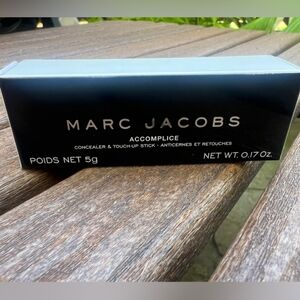 MARC JACOBS
ACCOMPLICE
CONCEALER & TOUCH-UP STICK - ANTICERNES ET RETOUCHES
POIDS NET 5g NET WT. 0.17 Oz.